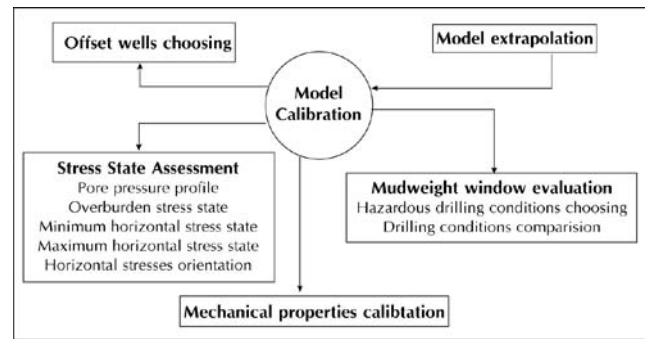 Offset wells choosing
Model extrapolation
Model
Calibration
Stress State Assessment
Pore pressure profile
Overburden stress state
Minimum horizontal stress state
Maximum horizontal stress state
Horizontal stresses orientation
Mudweight window evaluation
Hazardous drilling conditions choosing
Drilling conditions comparision
Mechanical properties calibtation